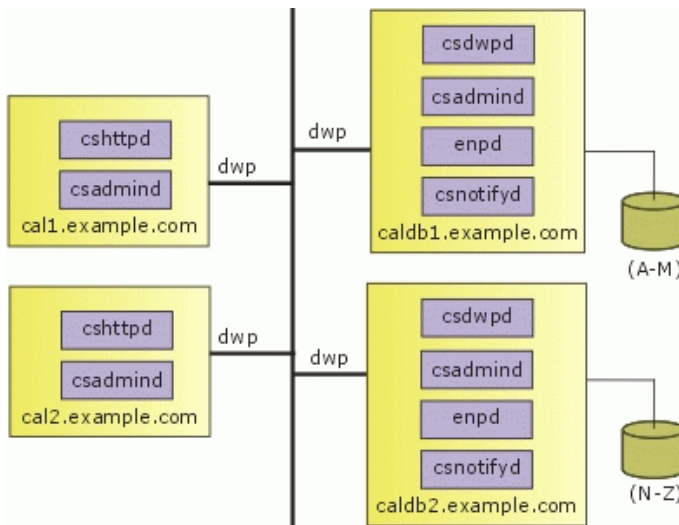 cshttpd
csadmind
cal1.example.com
dwp
cshttpd
csadmind
cal2.example.com
dwp
dwp
csdwpd
csadmind
enpd
csnotifyd
caldb1.example.com
(A-M)
dwp
csdwpd
csadmind
enpd
csnotifyd
caldb2.example.com
(N-Z)